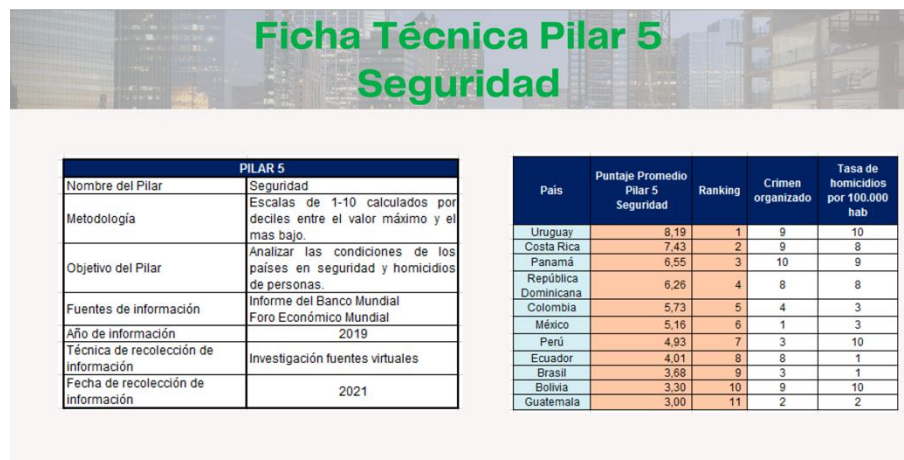 Ficha Técnica Pilar 5
Seguridad
PILAR 5
Nombre del Pilar Seguridad
Metodología Escalas de 1-10 calculados por
deciles entre el valor máximo y el
mas bajo.
Objetivo del Pilar Analizar las condiciones de los
países en seguridad y homicidios
de personas.
Fuentes de información Informe del Banco Mundial
Foro Económico Mundial
Año de información 2019
Técnica de recolección de
información Investigación fuentes virtuales
Fecha de recolección de
información 2021
País Puntaje Promedio
Pilar 5
Seguridad Ranking Crimen
organizado Tasa de
homicidios
por 100.000
hab
Uruguay 8,19 1 9 10
Costa Rica 7,43 2 9 8
Panamá 6,55 3 10 9
República
Dominicana 6,26 4 8 8
Colombia 5,73 5 4 3
México 5,16 6 1 3
Perú 4,93 7 3 10
Ecuador 4,01 8 8 1
Brasil 3,68 9 3 1
Bolivia 3,30 10 9 10
Guatemala 3,00 11 2 2